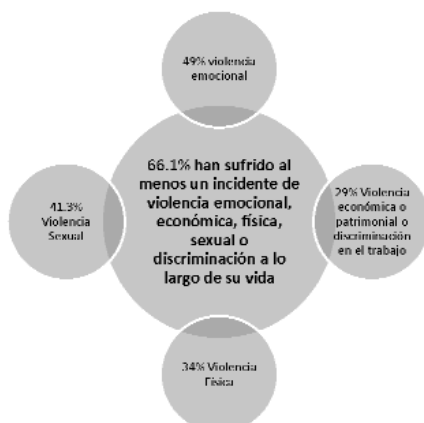 49% violencia
emocional
66.1% han sufrido al
menos un incidente de
violencia emocional,
económica, física,
sexual o
discriminación a lo
largo de su vida
41.3%
Violencia
Sexual
29% Violencia
económica o
patrimonial o
discriminación
en el trabajo
34% Violencia
Física